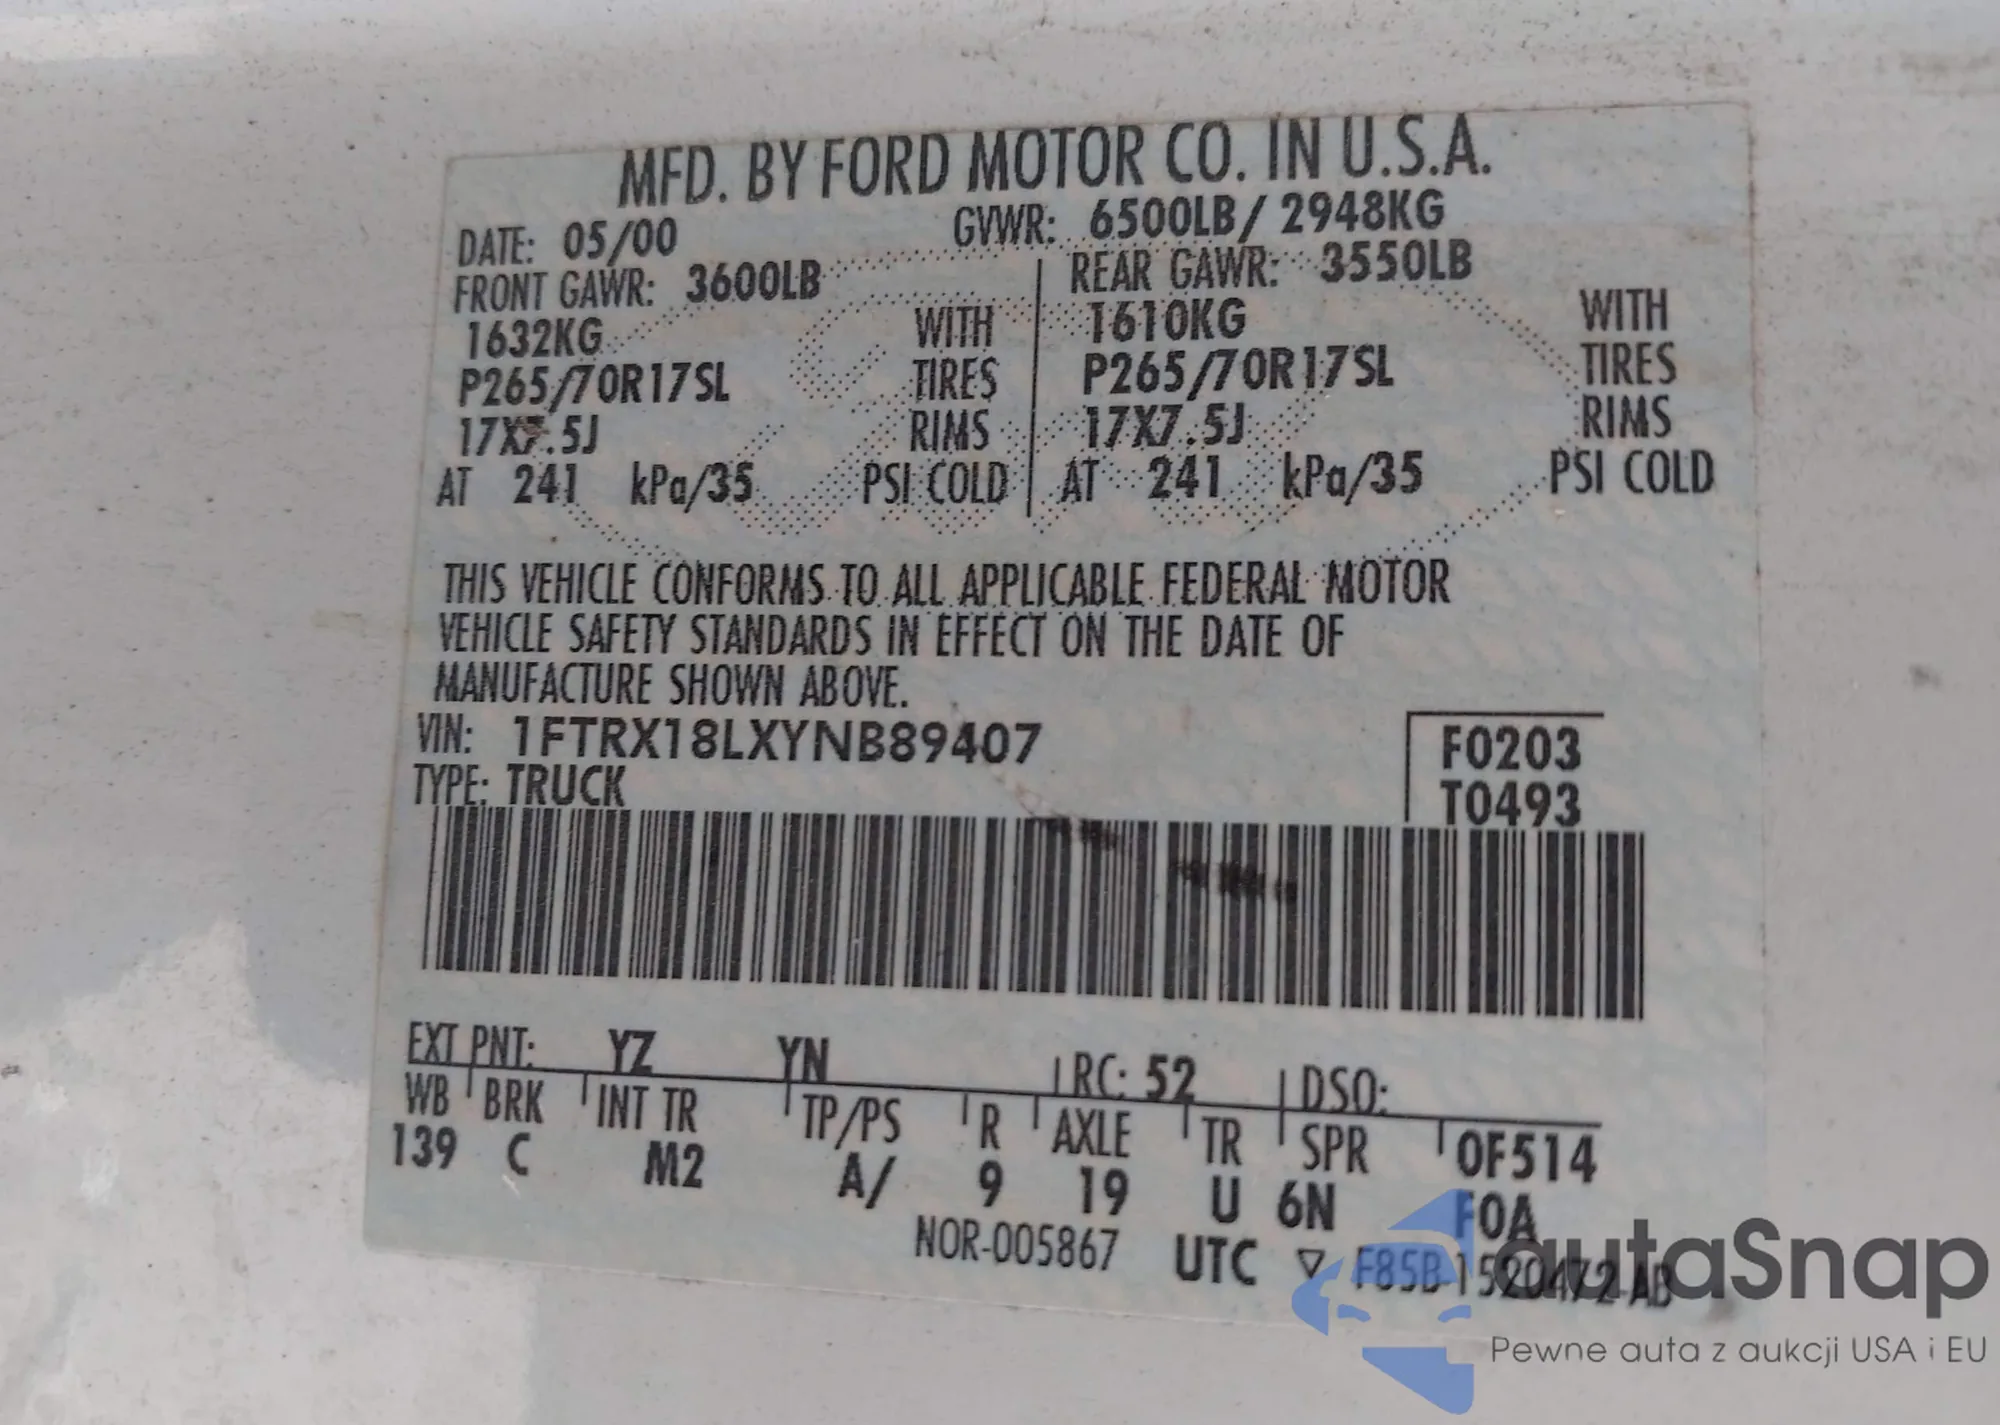 MFD. BY FORD MOTOR CO. IN U.S.A.
DATE: 05/00 GVWR: 6500LB/ 2948KG
FRONT GAWR: 3600LB REAR GAWR: 3550LB
1632KG WITH 1610KG WITH
P265/70R17SL TIRES P265/70R17SL TIRES
17X7.5J RIMS 17X7.5J RIMS
AT 241 kPa/35 PSI COLD AT 241 kPa/35 PSI COLD
THIS VEHICLE CONFORMS TO ALL APPLICABLE FEDERAL MOTOR
VEHICLE SAFETY STANDARDS IN EFFECT ON THE DATE OF
MANUFACTURE SHOWN ABOVE.
VIN: 1FTRX18LXYNB89407 F0203
TYPE: TRUCK T0493
EXT PNT: YZ YN RC: 52 DSO:
WB BRK INT TR TP/PS R AXLE TR SPR 0F514
139 C M2 A/ 9 19 U 6N F0A
NOR-005867 UTC ▽ F85B-1520472-AB
autaSnap
Pewne auta z aukcji USA i EU